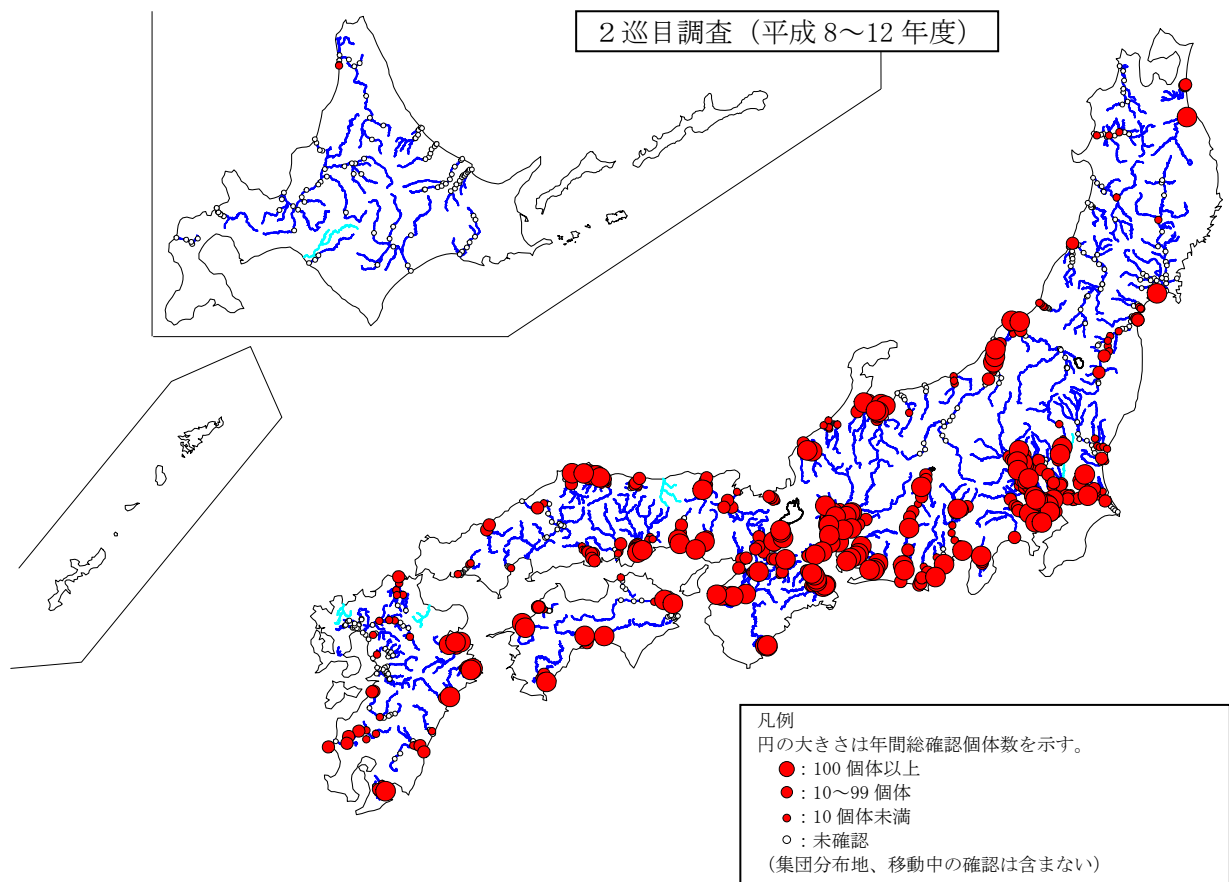 ２巡目調査（平成 8～12 年度）
凡例
円の大きさは年間総確認個体数を示す。
：100 個体以上
：10～99 個体
：10 個体未満
：未確認
（集団分布地、移動中の確認は含まない）